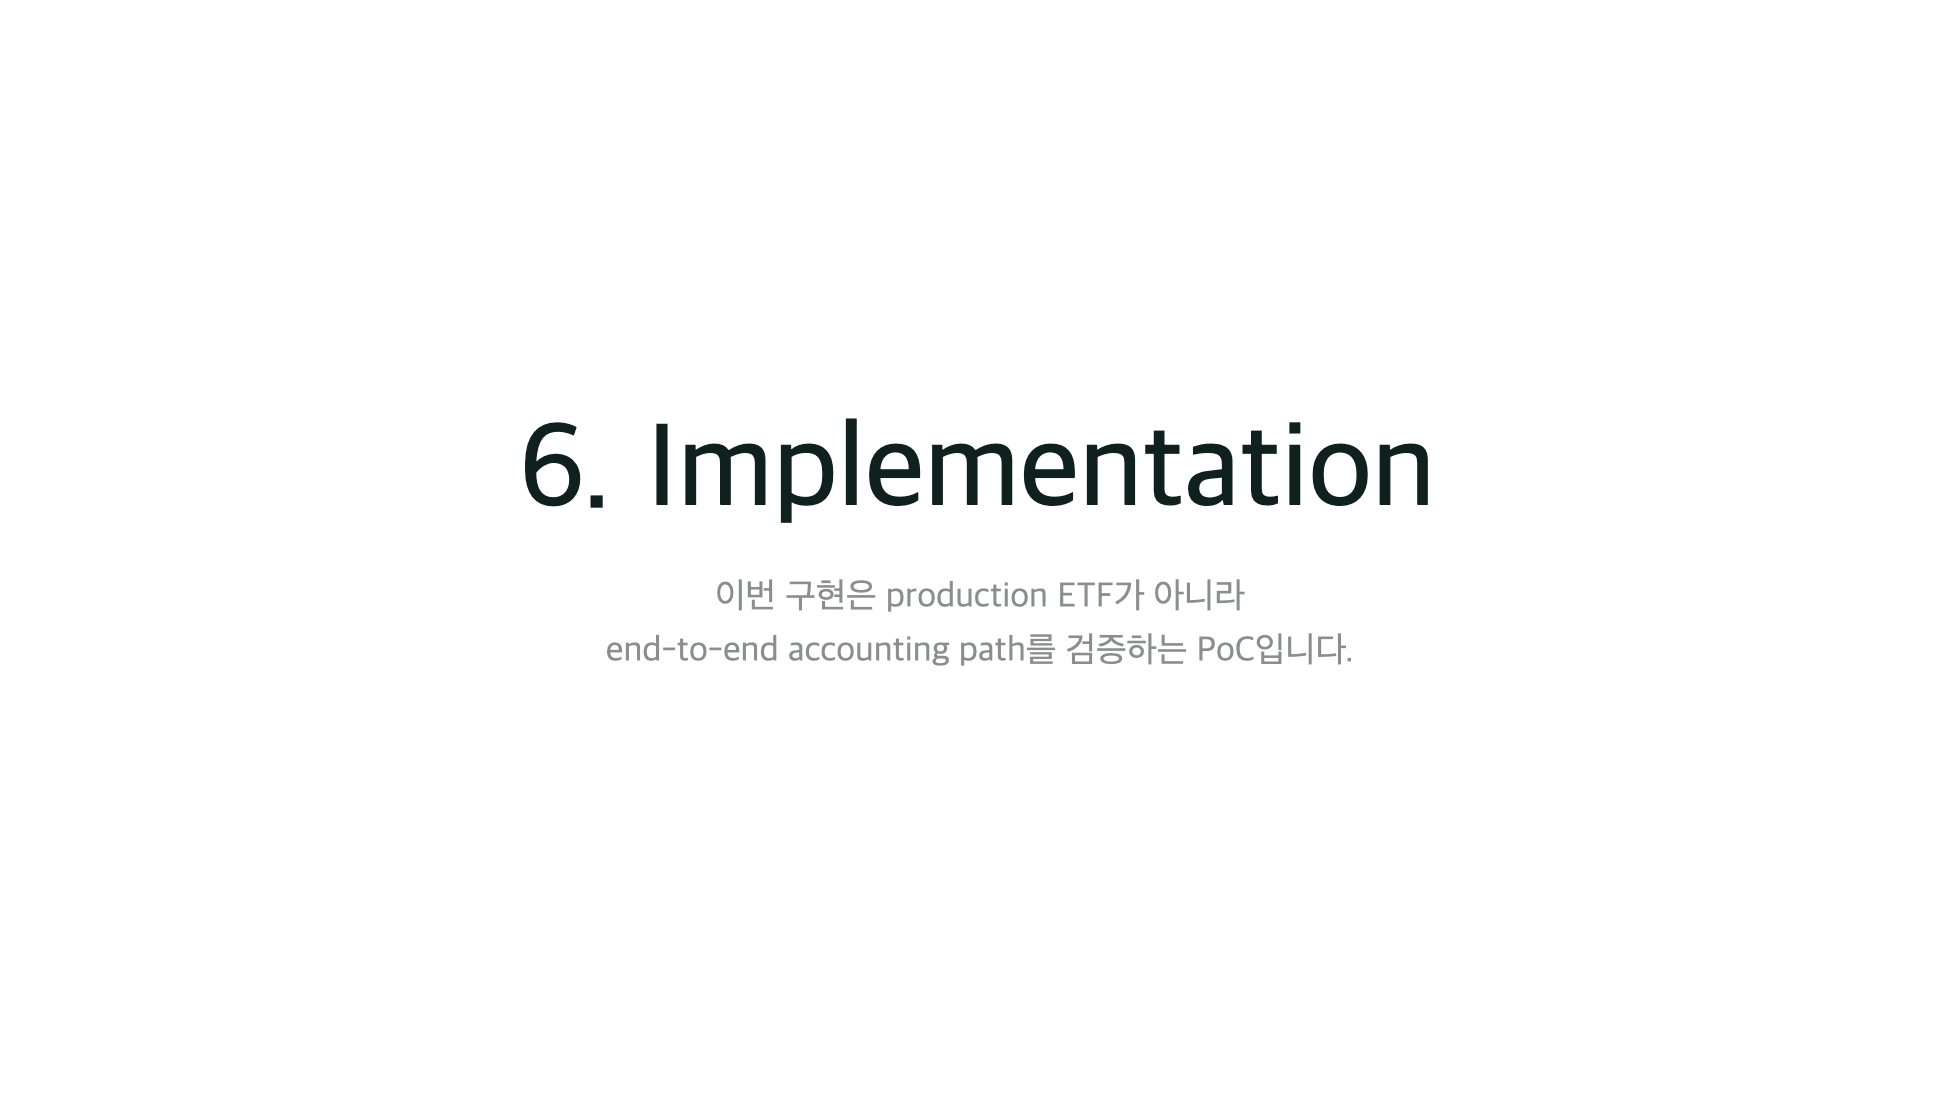 6. Implementation
이번 구현은 production ETF가 아니라
end-to-end accounting path를 검증하는 PoC입니다.